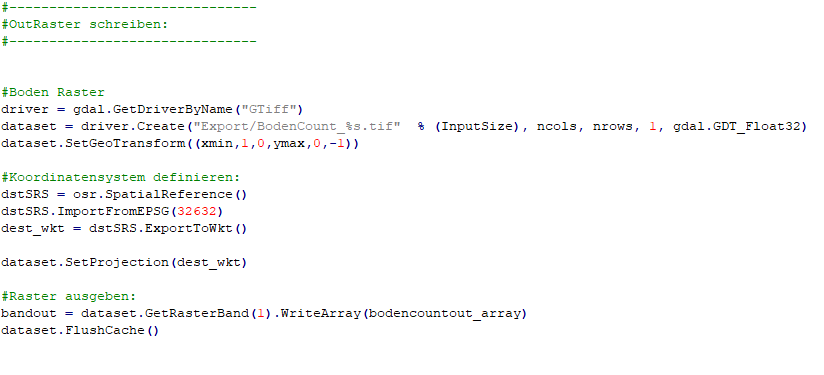 #-------------------------------
#OutRaster schreiben:
#-------------------------------
#Boden Raster
driver = gdal.GetDriverByName("GTiff")
dataset = driver.Create("Export/BodenCount_%s.tif"  % (InputSize), ncols, nrows, 1, gdal.GDT_Float32)
dataset.SetGeoTransform((xmin,1,0,ymax,0,-1))
#Koordinatensystem definieren:
dstSRS = osr.SpatialReference()
dstSRS.ImportFromEPSG(32632)
dest_wkt = dstSRS.ExportToWkt()
dataset.SetProjection(dest_wkt)
#Raster ausgeben:
bandout = dataset.GetRasterBand(1).WriteArray(bodencountout_array)
dataset.FlushCache()